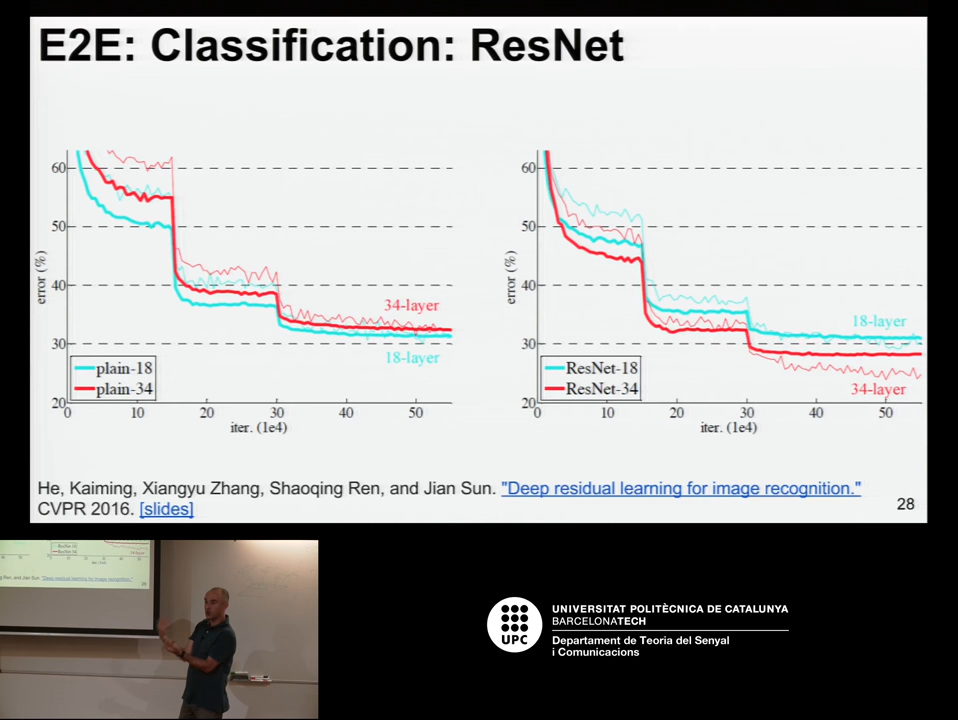 E2E: Classification: ResNet
60
50
40
30
20
0
10
20
30
40
50
error (%)
iter. (1e4)
34-layer
18-layer
plain-18
plain-34
60
50
40
30
20
0
10
20
30
40
50
error (%)
iter. (1e4)
18-layer
34-layer
ResNet-18
ResNet-34
He, Kaiming, Xiangyu Zhang, Shaoqing Ren, and Jian Sun. "Deep residual learning for image recognition."
CVPR 2016. [slides]
28
UPC
UNIVERSITAT POLITÈCNICA DE CATALUNYA
BARCELONATECH
Departament de Teoria del Senyal
i Comunicacions